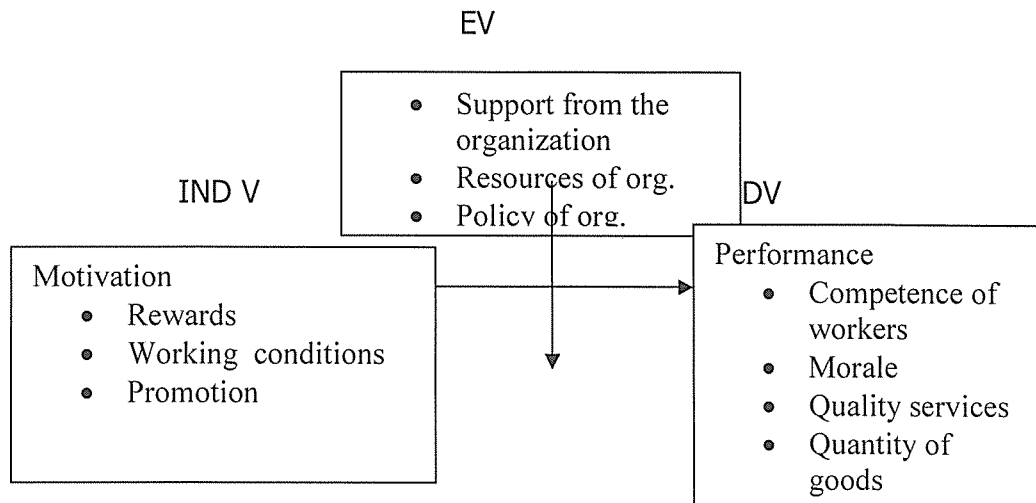 EV
• Support from the
organization
• Resources of org.
• Policy of org.
IND V
DV
Motivation
• Rewards
• Working conditions
• Promotion
Performance
• Competence of
workers
• Morale
• Quality services
• Quantity of
goods